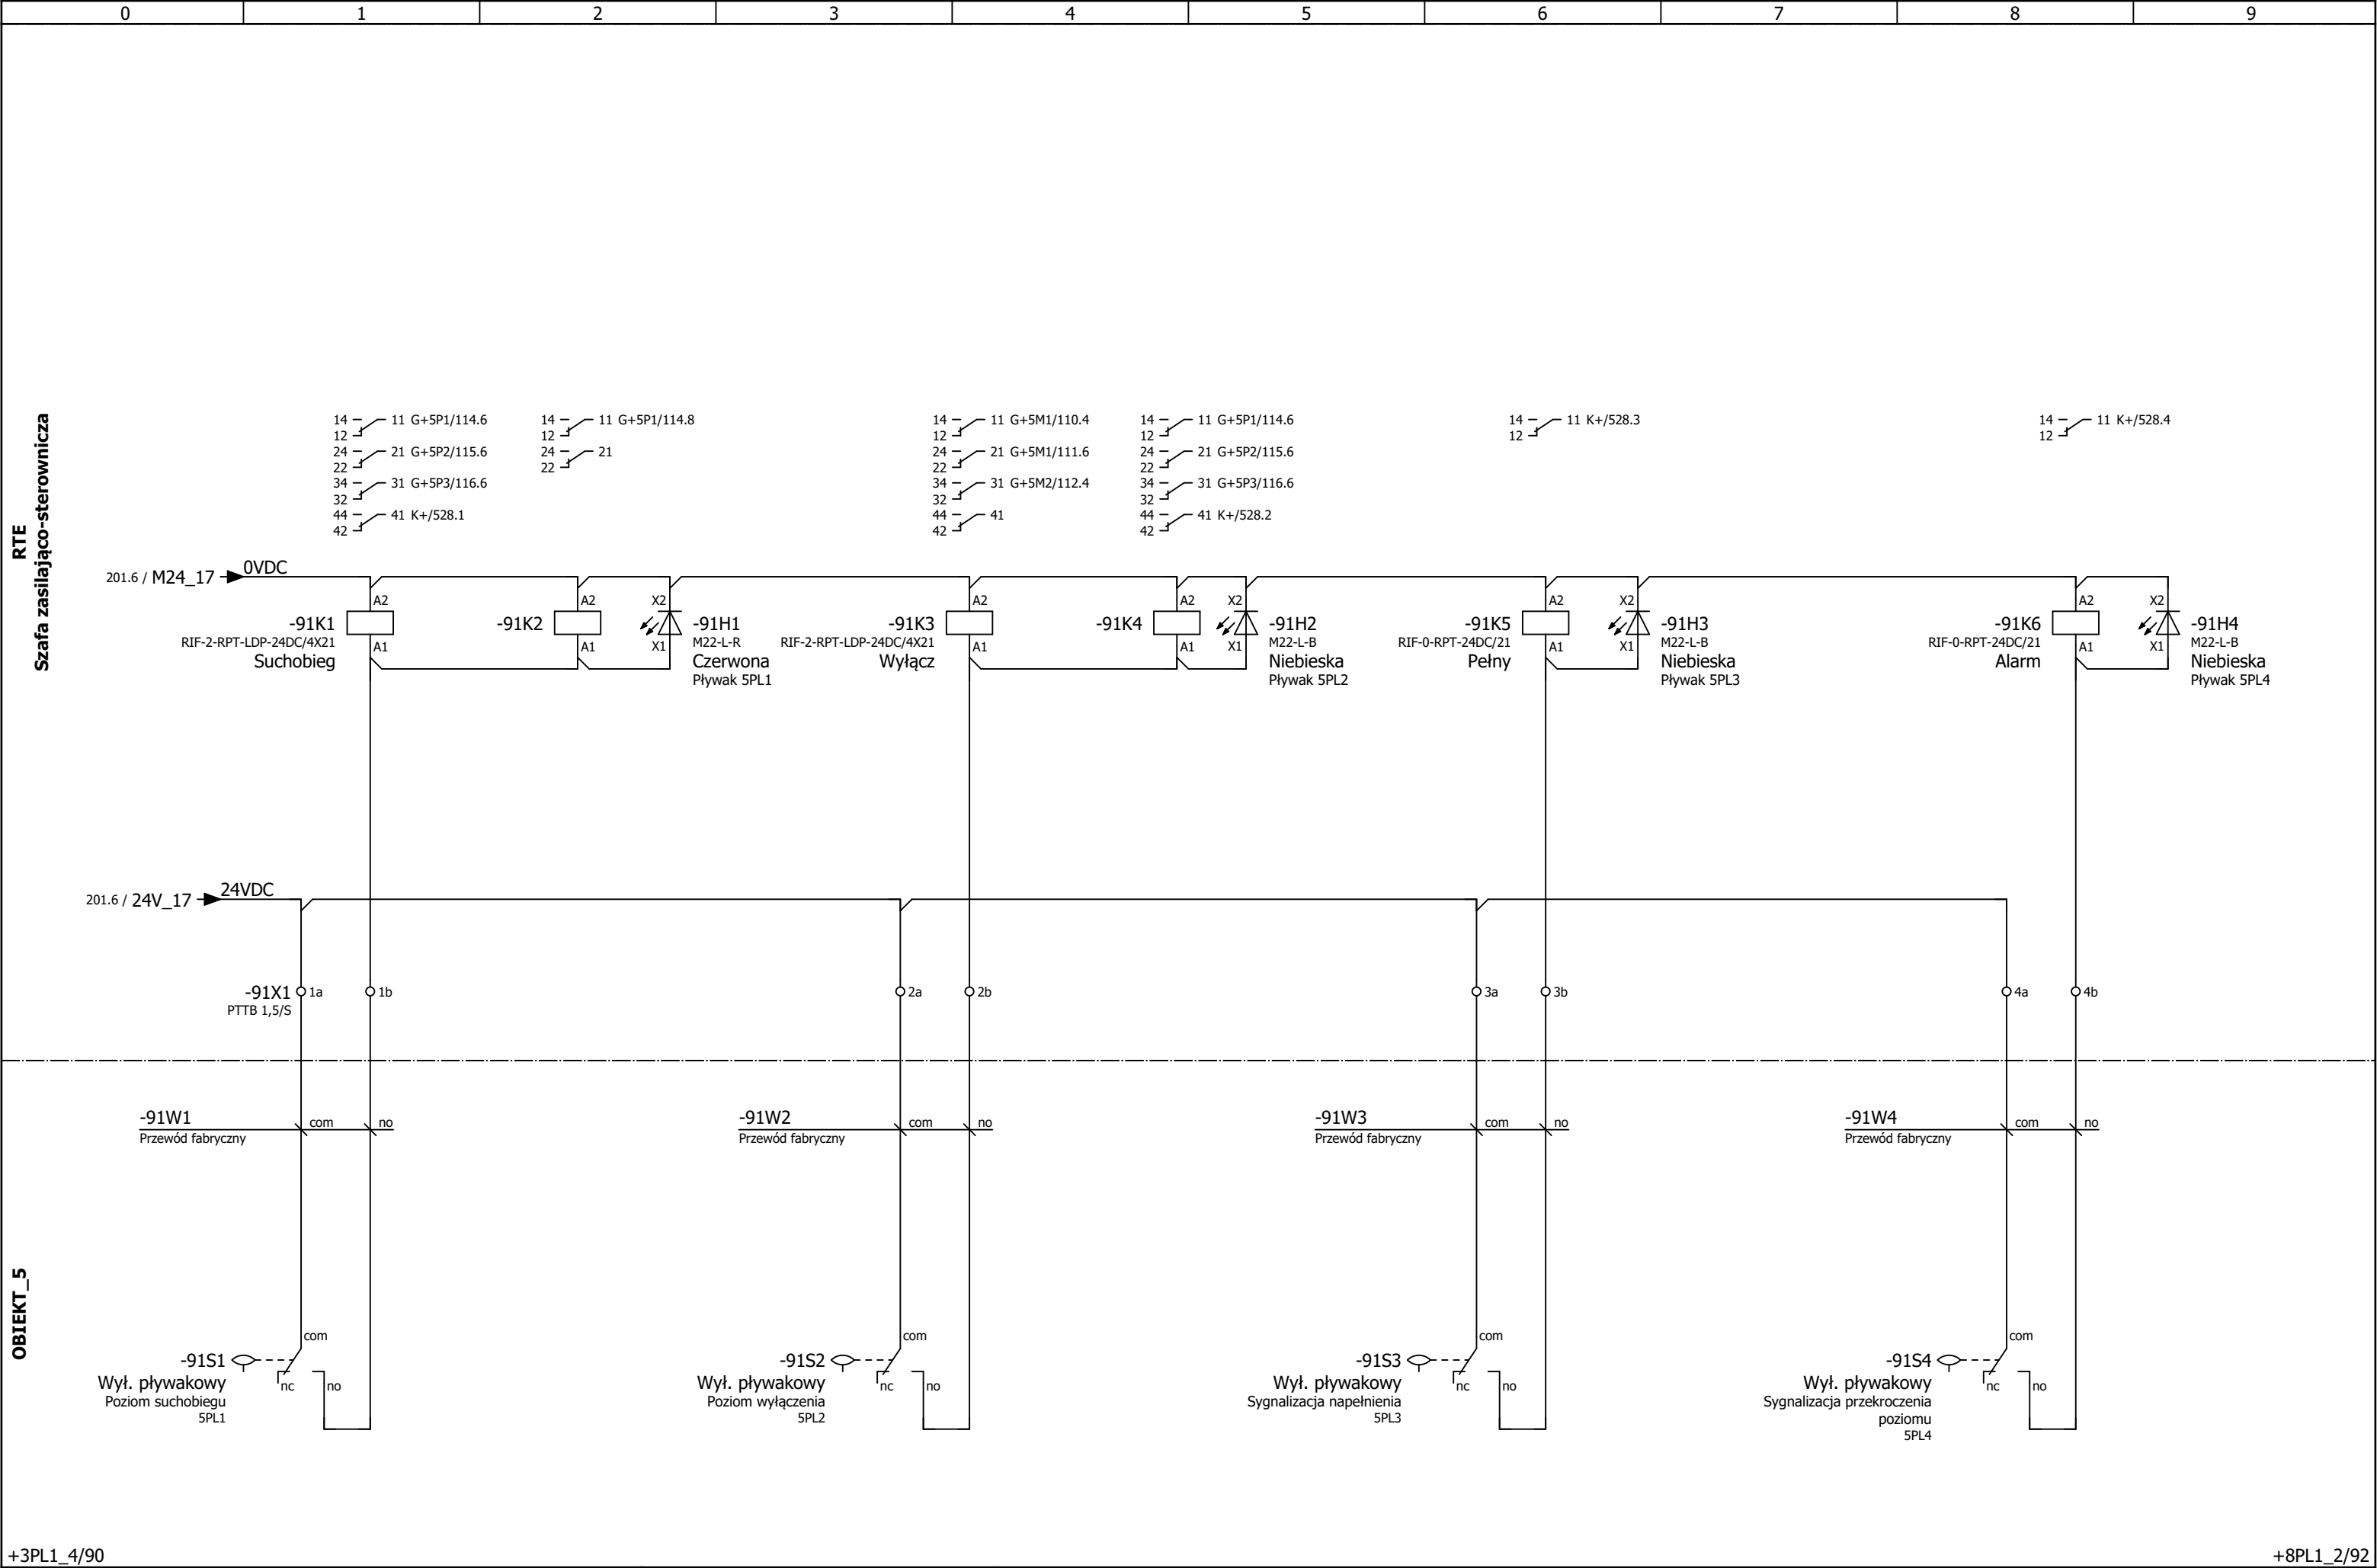 0 1 2 3 4 5 6 7 8 9
RTE
Szafa zasilająco-sterownicza
14 11 G+5P1/114.6
12
24 21 G+5P2/115.6
22
34 31 G+5P3/116.6
32
44 41 K+/528.1
42
14 11 G+5P1/114.8
12
24 21
22
14 11 G+5M1/110.4
12
24 21 G+5M1/111.6
22
34 31 G+5M2/112.4
32
44 41
42
14 11 G+5P1/114.6
12
24 21 G+5P2/115.6
22
34 31 G+5P3/116.6
32
44 41 K+/528.2
42
14 11 K+/528.3
12
14 11 K+/528.4
12
201.6 / M24_17 0VDC
A2
-91K1
RIF-2-RPT-LDP-24DC/4X21
A1
Suchobieg
A2
-91K2
A1
X2
-91H1
M22-L-R
X1
Czerwona
Pływak 5PL1
A2
-91K3
RIF-2-RPT-LDP-24DC/4X21
A1
Wyłącz
A2
-91K4
A1
X2
-91H2
M22-L-B
X1
Niebieska
Pływak 5PL2
A2
-91K5
RIF-0-RPT-24DC/21
A1
Pełny
X2
-91H3
M22-L-B
X1
Niebieska
Pływak 5PL3
A2
-91K6
RIF-0-RPT-24DC/21
A1
Alarm
X2
-91H4
M22-L-B
X1
Niebieska
Pływak 5PL4
201.6 / 24V_17 24VDC
-91X1 1a 1b 2a 2b 3a 3b 4a 4b
PTTB 1,5/S
OBIEKT_5
-91W1 com no
Przewód fabryczny
-91W2 com no
Przewód fabryczny
-91W3 com no
Przewód fabryczny
-91W4 com no
Przewód fabryczny
com
-91S1
nc no
Wył. pływakowy
Poziom suchobiegu
5PL1
com
-91S2
nc no
Wył. pływakowy
Poziom wyłączenia
5PL2
com
-91S3
nc no
Wył. pływakowy
Sygnalizacja napełnienia
5PL3
com
-91S4
nc no
Wył. pływakowy
Sygnalizacja przekroczenia
poziomu
5PL4
+3PL1_4/90
+8PL1_2/92